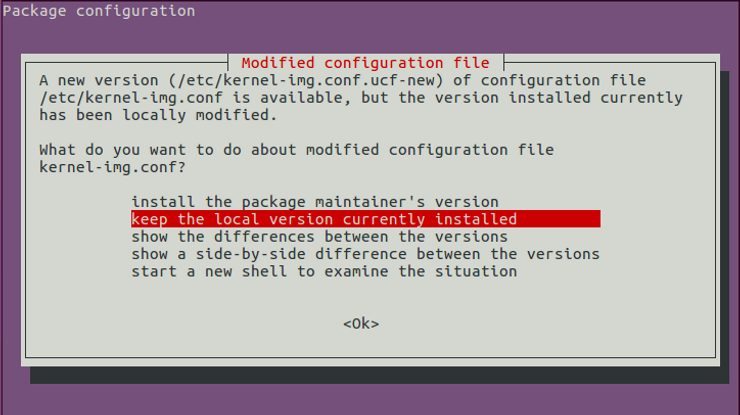 Package configuration
Modified configuration file
A new version (/etc/kernel-img.conf.ucf-new) of configuration file
/etc/kernel-img.conf is available, but the version installed currently
has been locally modified.
What do you want to do about modified configuration file
kernel-img.conf?
install the package maintainer's version
keep the local version currently installed
show the differences between the versions
show a side-by-side difference between the versions
start a new shell to examine the situation
<Ok>